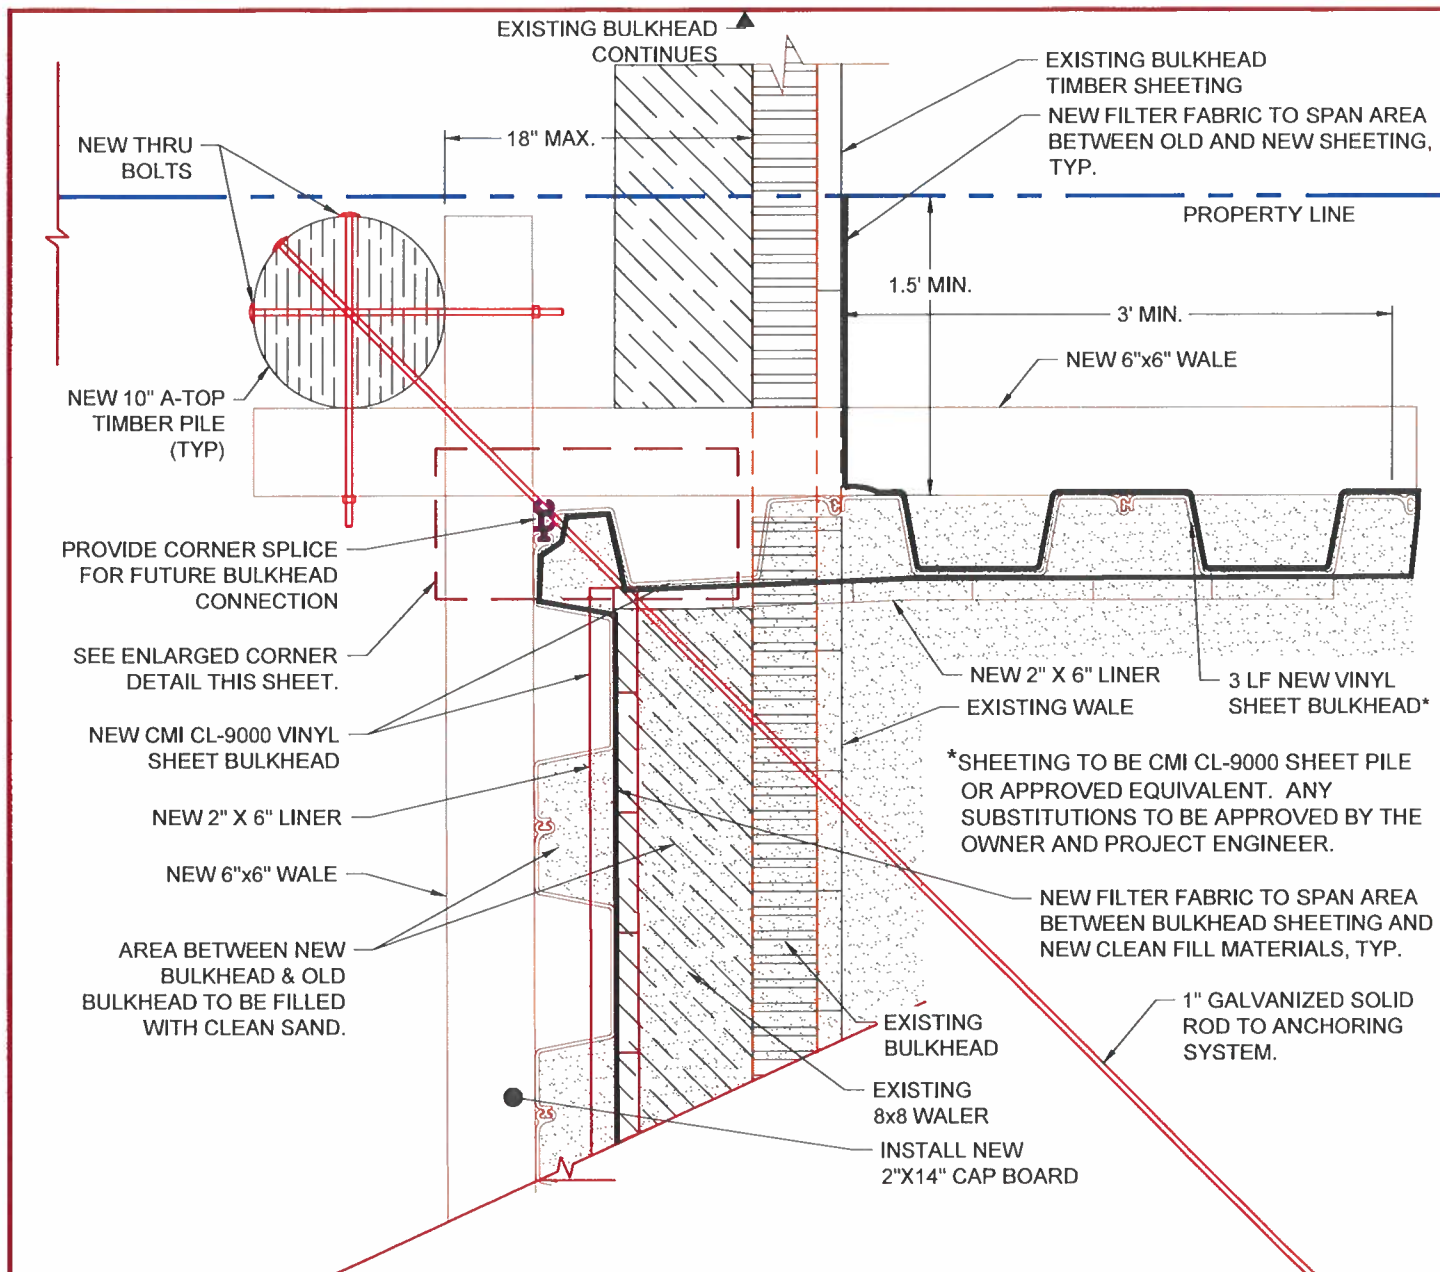 EXISTING BULKHEAD
CONTINUES
EXISTING BULKHEAD
TIMBER SHEETING
NEW FILTER FABRIC TO SPAN AREA
BETWEEN OLD AND NEW SHEETING,
TYP.
NEW THRU
BOLTS
18" MAX.
PROPERTY LINE
1.5' MIN.
3' MIN.
NEW 6"x6" WALE
NEW 10" A-TOP
TIMBER PILE
(TYP)
PROVIDE CORNER SPLICE
FOR FUTURE BULKHEAD
CONNECTION
SEE ENLARGED CORNER
DETAIL THIS SHEET.
NEW 2" X 6" LINER
3 LF NEW VINYL
SHEET BULKHEAD*
EXISTING WALE
NEW CMI CL-9000 VINYL
SHEET BULKHEAD
*SHEETING TO BE CMI CL-9000 SHEET PILE
OR APPROVED EQUIVALENT. ANY
SUBSTITUTIONS TO BE APPROVED BY THE
OWNER AND PROJECT ENGINEER.
NEW 2" X 6" LINER
NEW 6"x6" WALE
NEW FILTER FABRIC TO SPAN AREA
BETWEEN BULKHEAD SHEETING AND
NEW CLEAN FILL MATERIALS, TYP.
AREA BETWEEN NEW
BULKHEAD & OLD
BULKHEAD TO BE FILLED
WITH CLEAN SAND.
1" GALVANIZED SOLID
ROD TO ANCHORING
SYSTEM.
EXISTING
BULKHEAD
EXISTING
8x8 WALER
INSTALL NEW
2"X14" CAP BOARD